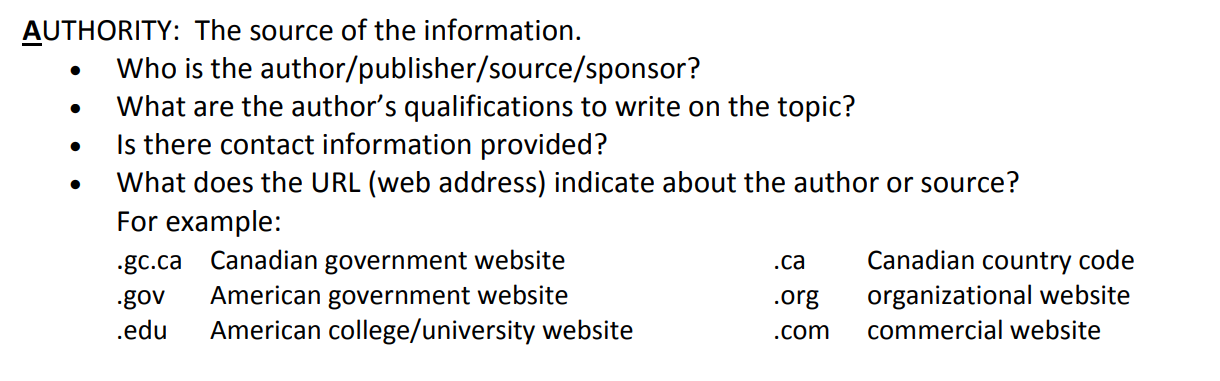 AUTHORITY: The source of the information.
• Who is the author/publisher/source/sponsor?
• What are the author's qualifications to write on the topic?
• Is there contact information provided?
• What does the URL (web address) indicate about the author or source?
For example:
.gc.ca Canadian government website .ca Canadian country code
.gov American government website .org organizational website
.edu American college/university website .com commercial website